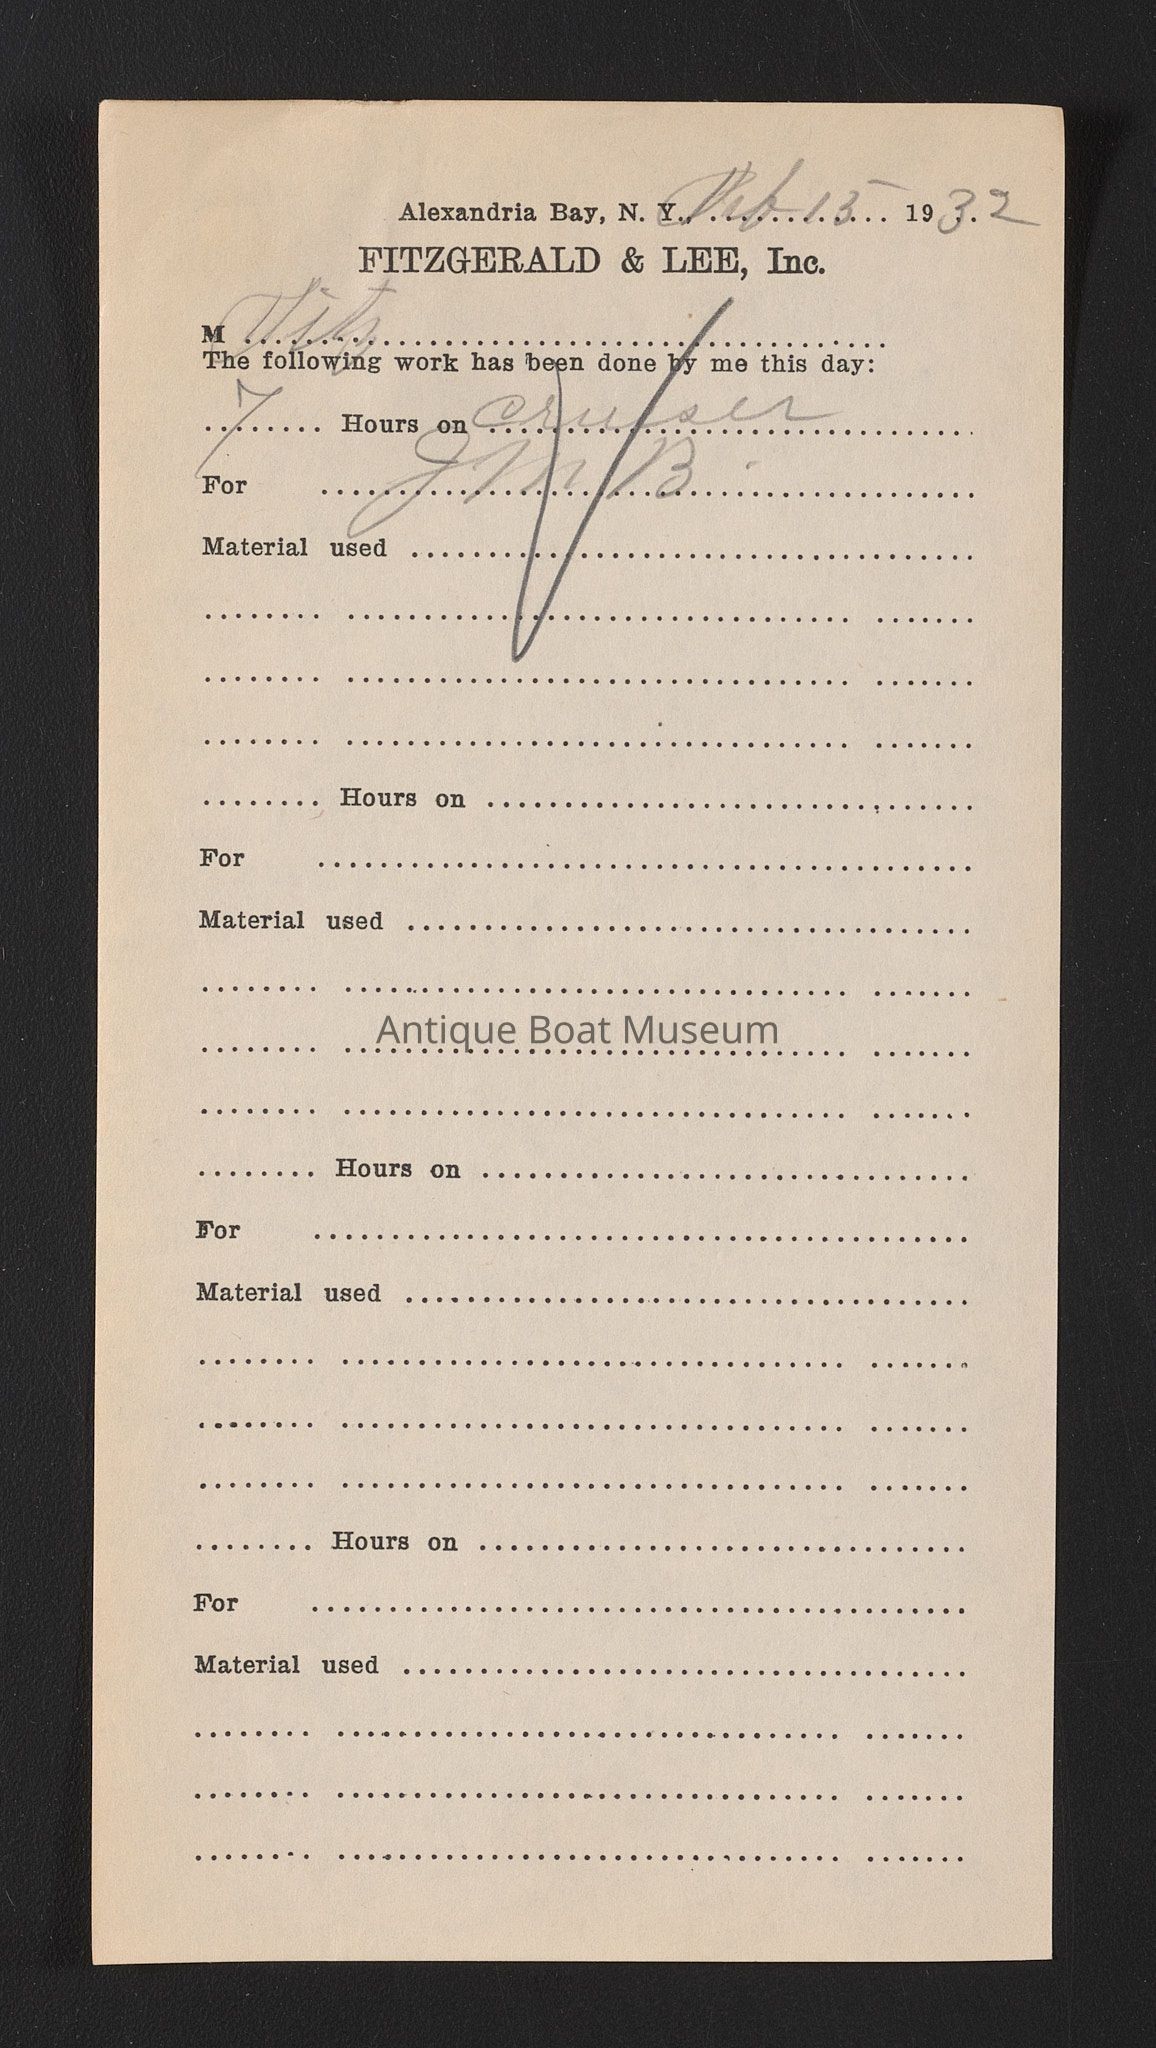 Alexandria Bay, N. Y., Feb 15 1932
FITZGERALD & LEE, Inc.
M Fitz
The following work has been done by me this day:
7 Hours on cruiser
For J M B
Material used
Hours on
For
Material used
Antique Boat Museum
Hours on
For
Material used
Hours on
For
Material used